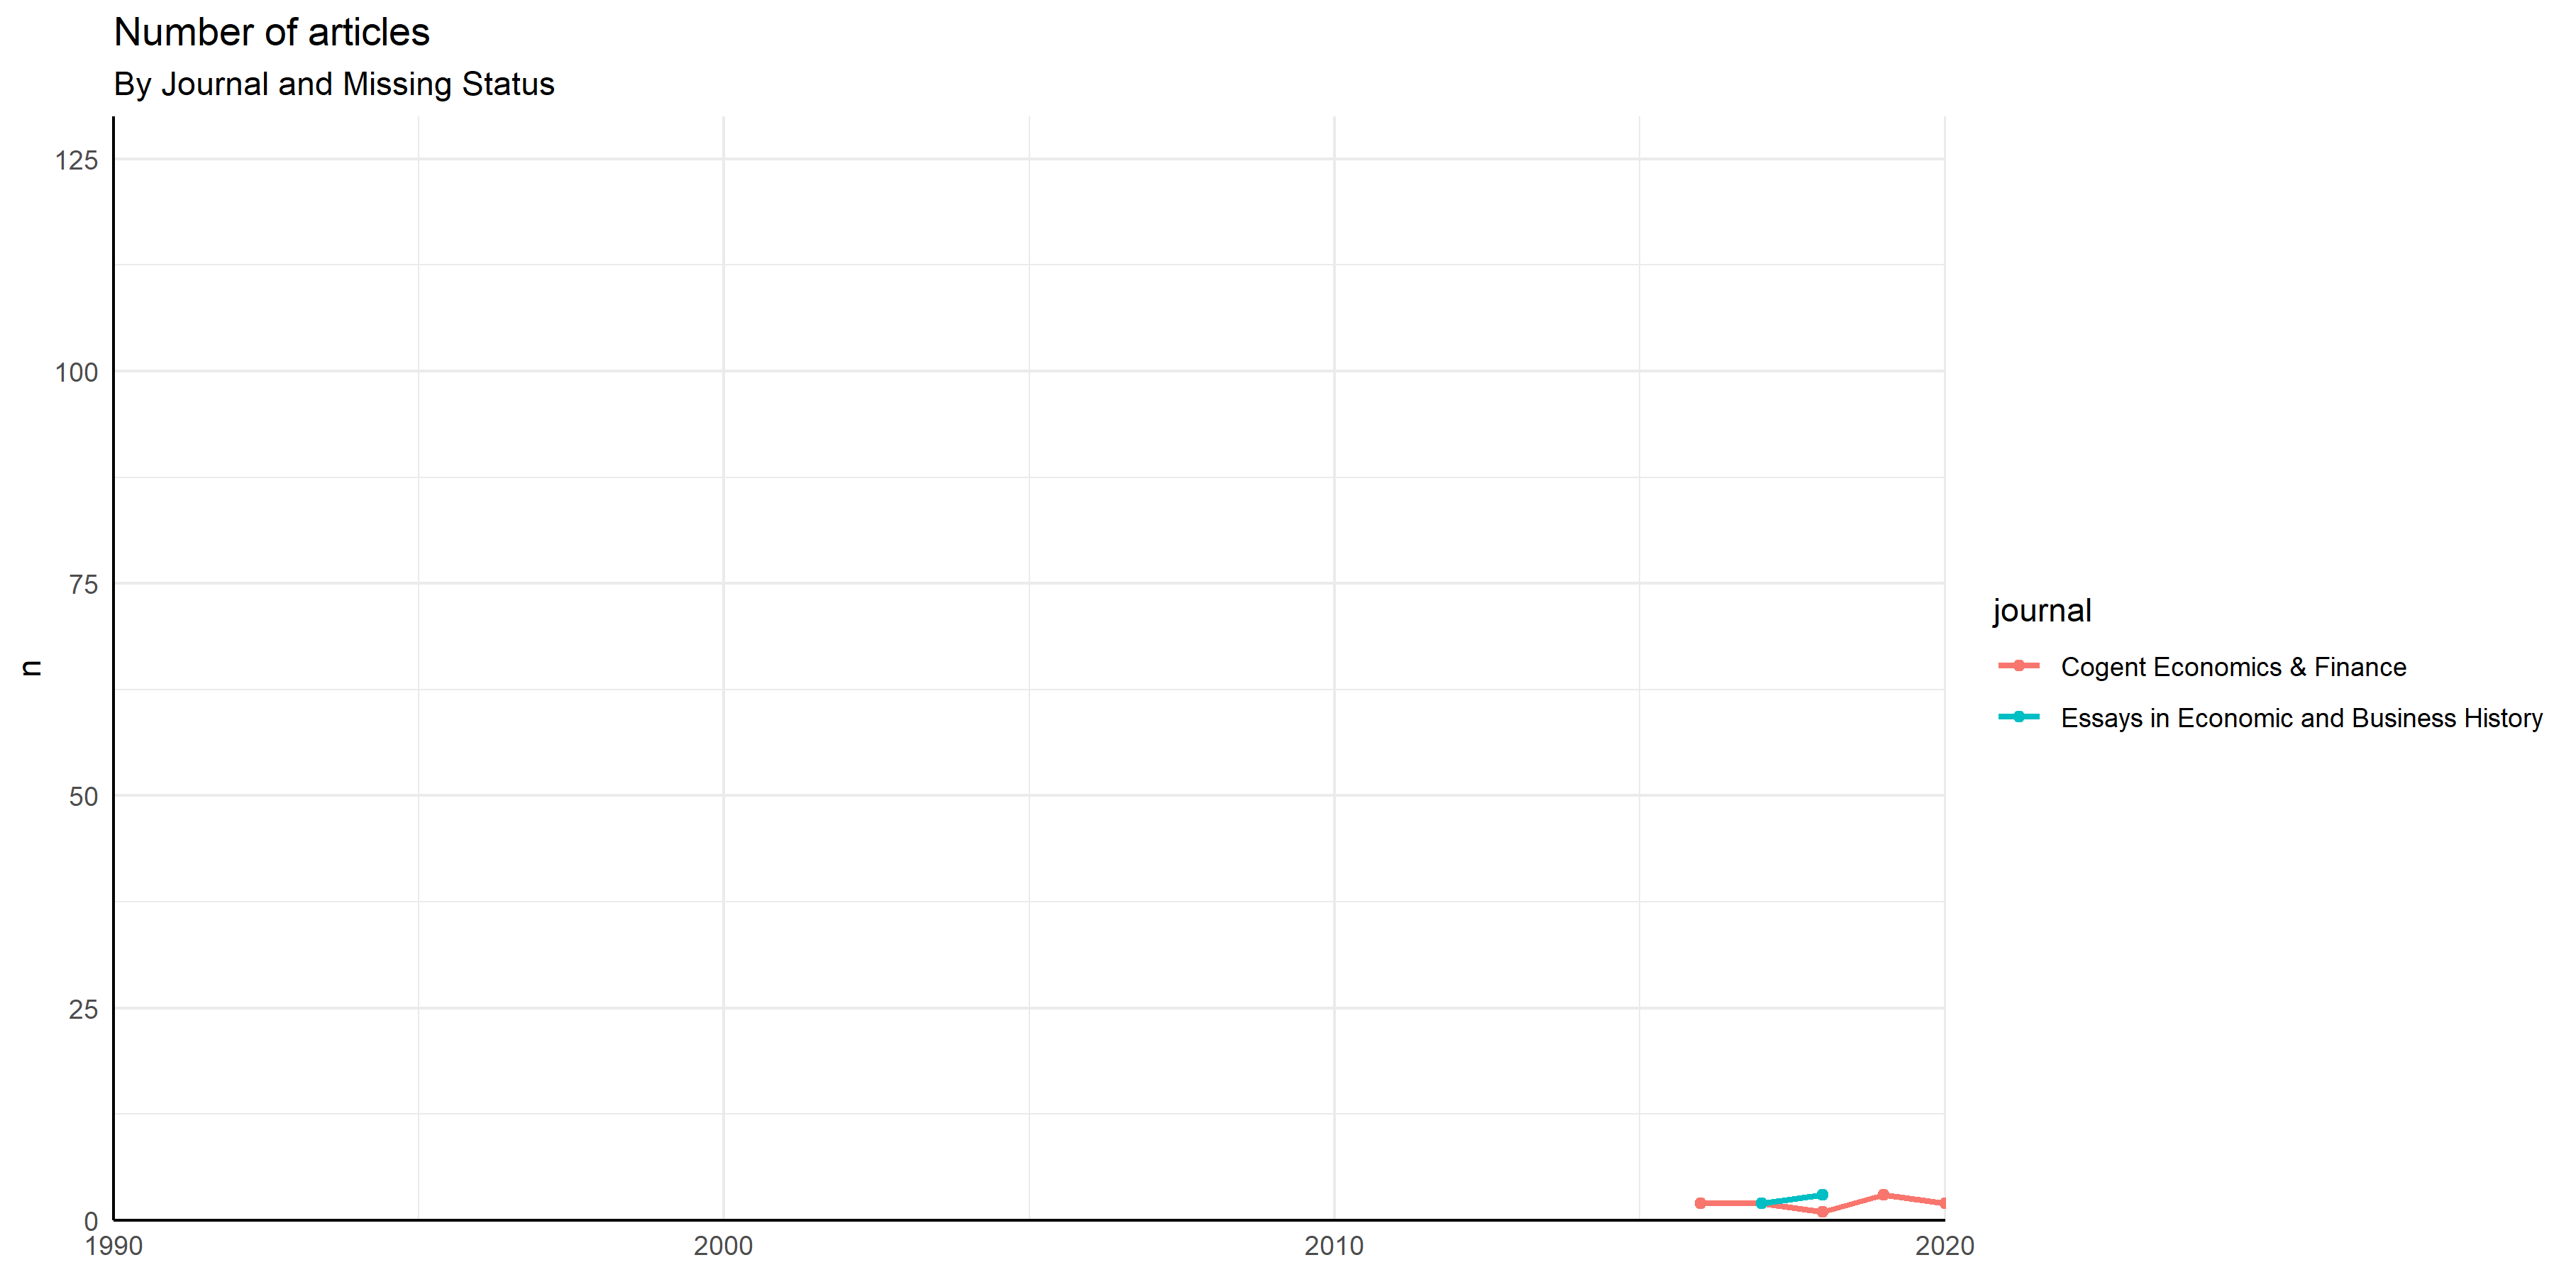 Number of articles
By Journal and Missing Status
125
100
75
50
25
0
n
1990
2000
2010
2020
journal
Cogent Economics & Finance
Essays in Economic and Business History